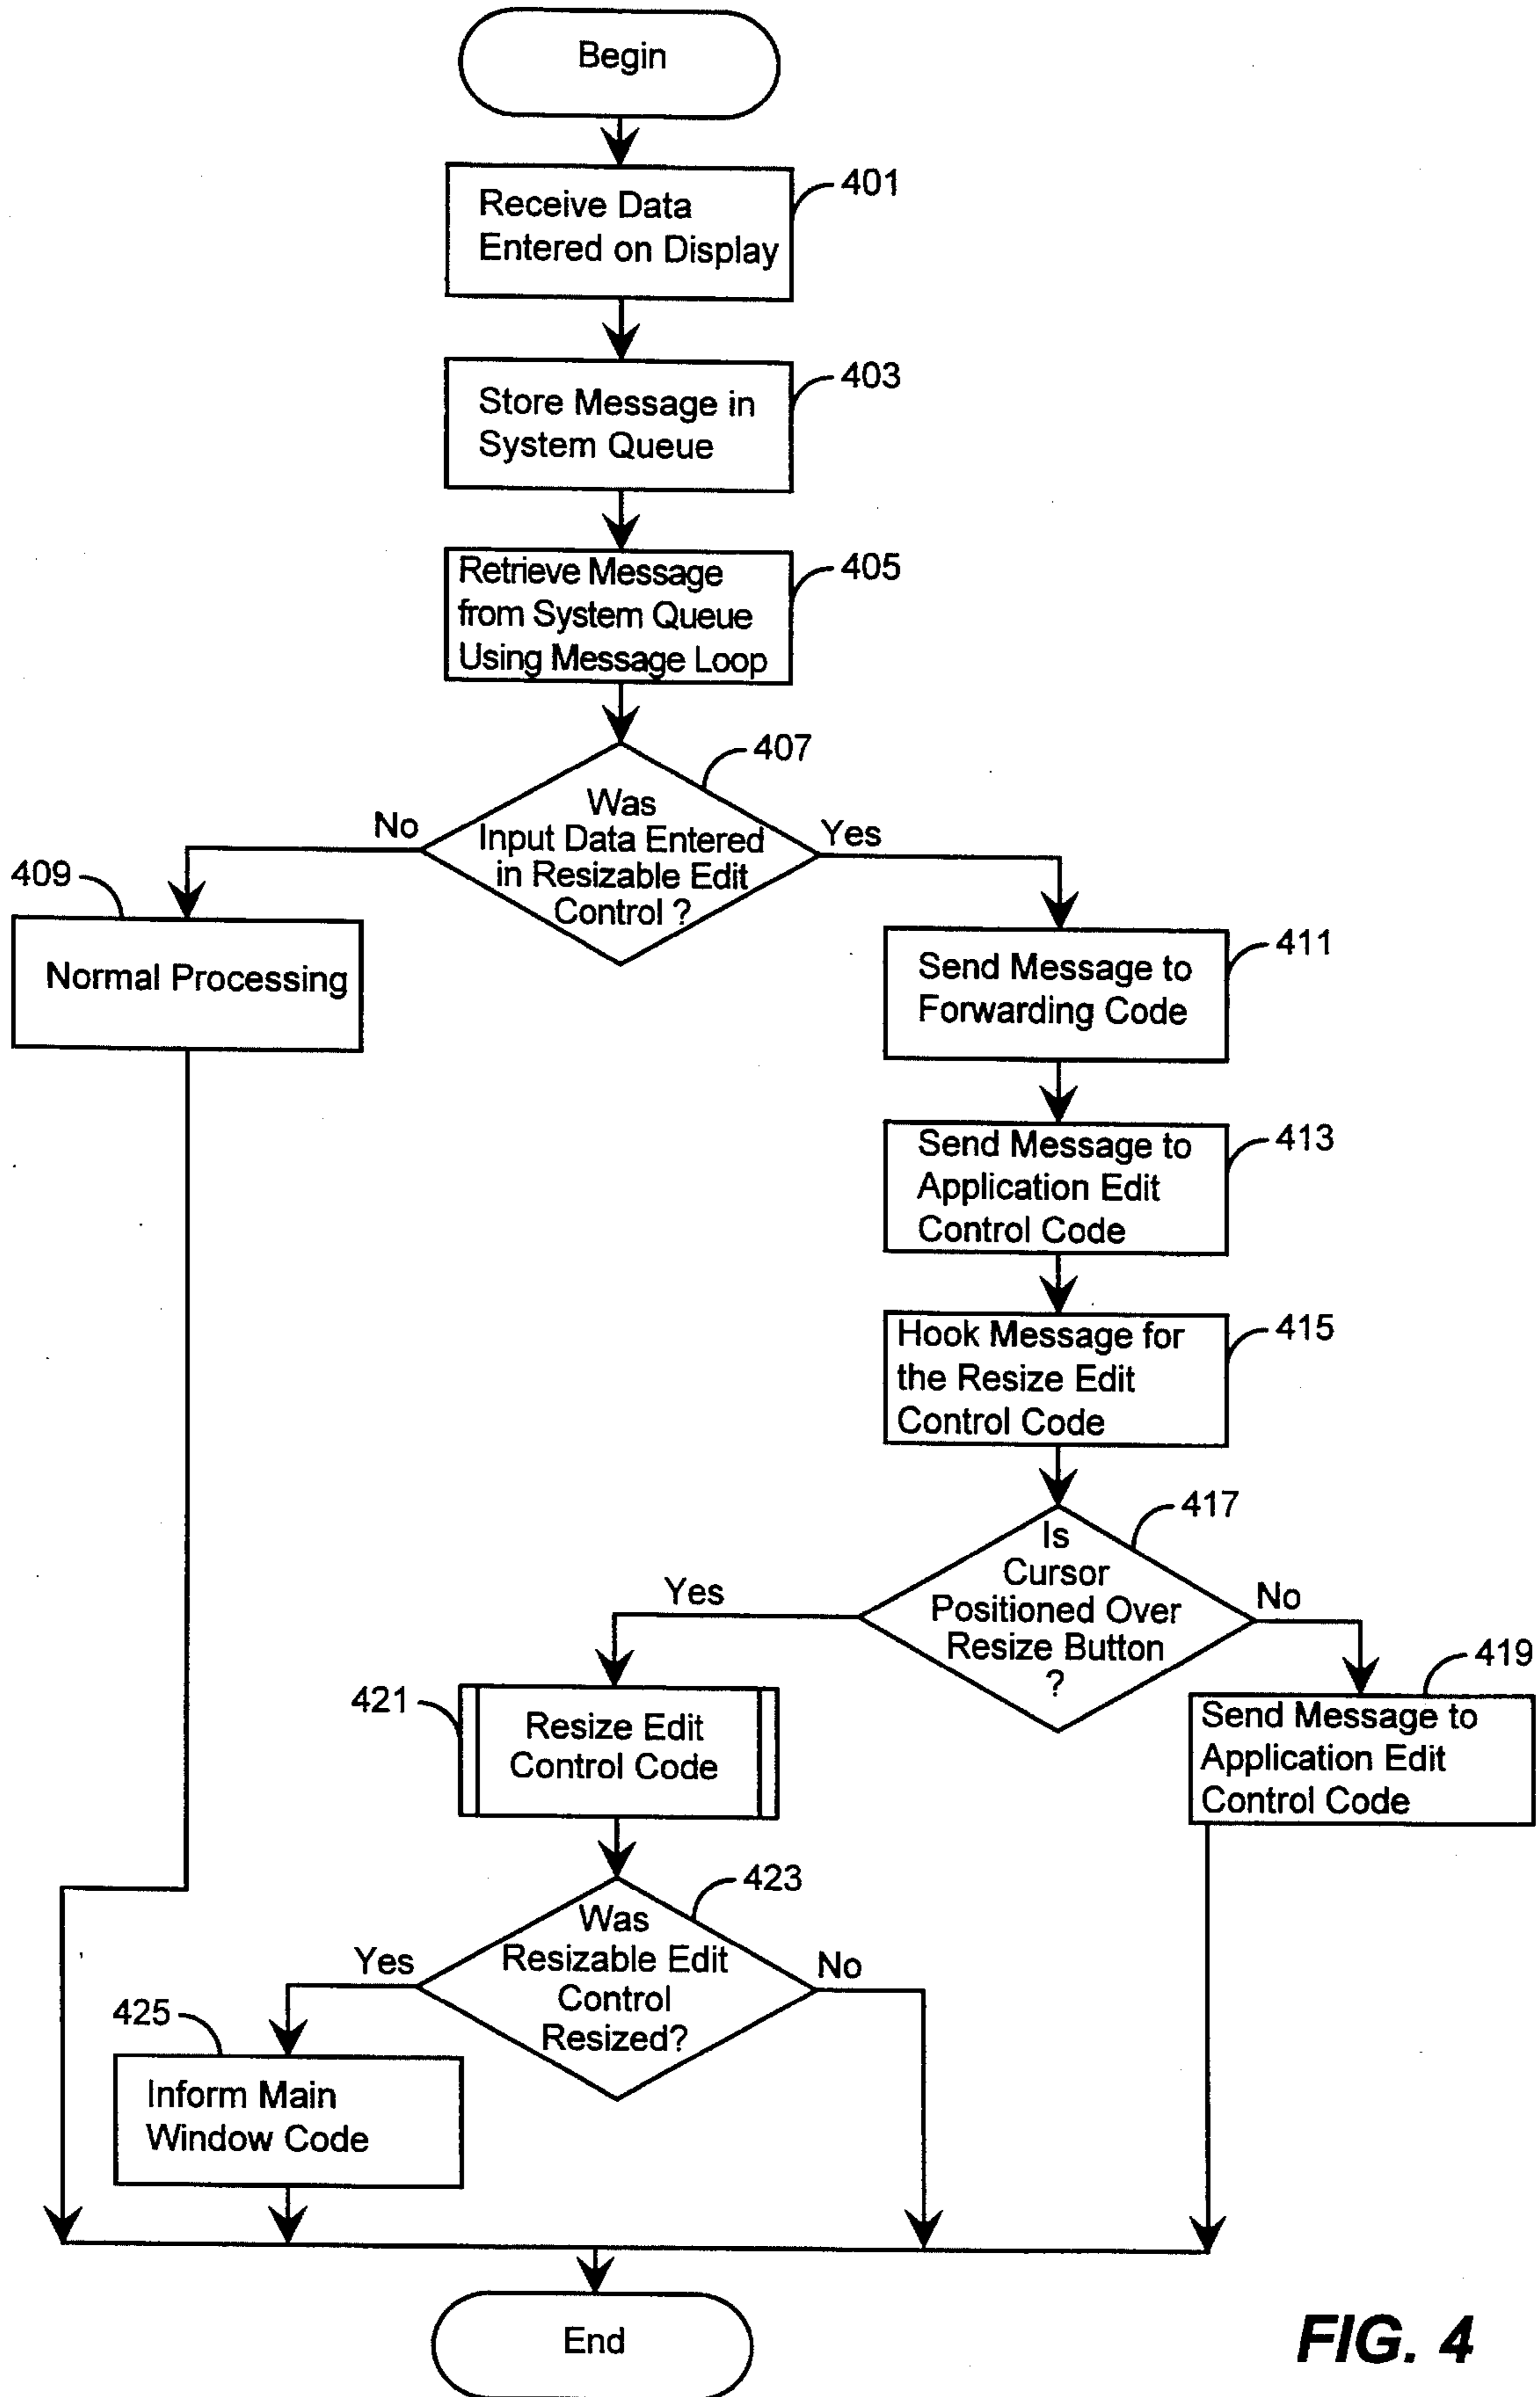 Begin
Receive Data
Entered on Display
401
Store Message in
System Queue
403
Retrieve Message
from System Queue
Using Message Loop
405
Was
Input Data Entered
in Resizable Edit
Control ?
407
No
Yes
409
Normal Processing
Send Message to
Forwarding Code
411
Send Message to
Application Edit
Control Code
413
Hook Message for
the Resize Edit
Control Code
415
Is
Cursor
Positioned Over
Resize Button
?
417
Yes
No
419
Send Message to
Application Edit
Control Code
421
Resize Edit
Control Code
Was
Resizable Edit
Control
Resized?
423
Yes
No
425
Inform Main
Window Code
End
FIG. 4